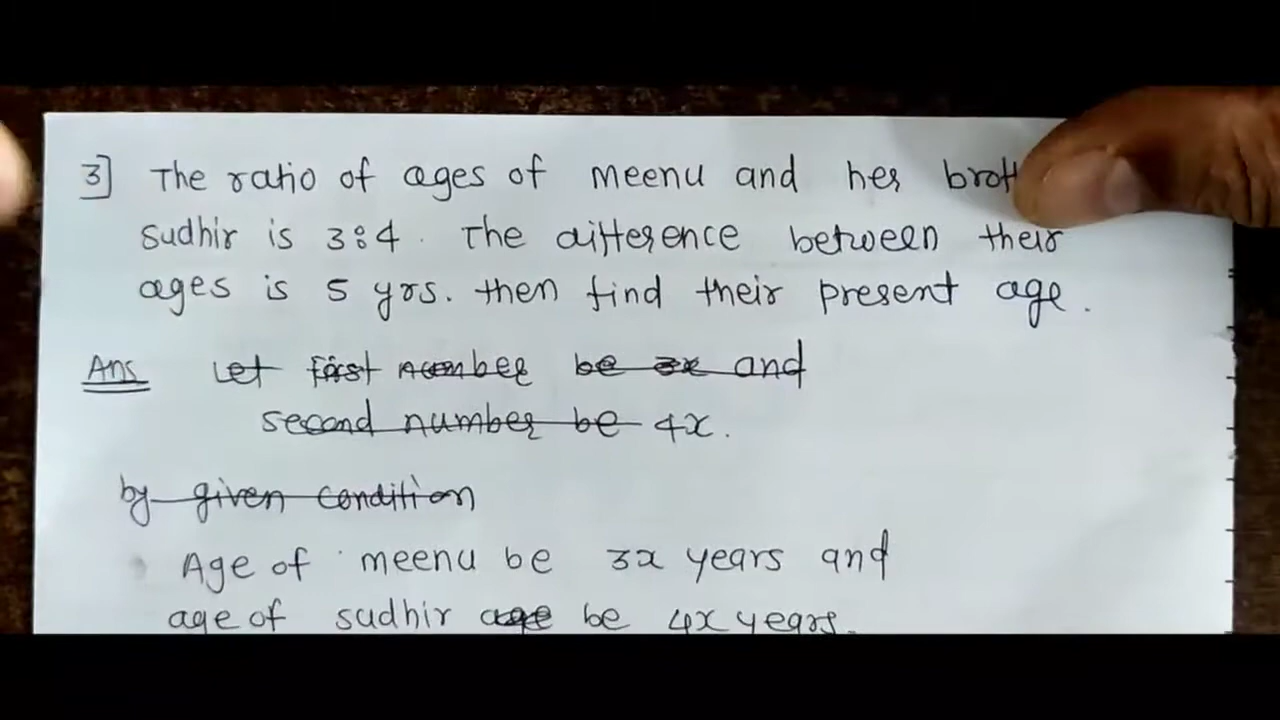 3] The ratio of ages of meenu and her
sudhir is 3:4. The difference between their
ages is 5 yrs. then find their present age.
Ans Let first number be 3x and
second number be 4x.
by given condition
Age of meenu be 3x years and
age of sudhir age be 4x years.